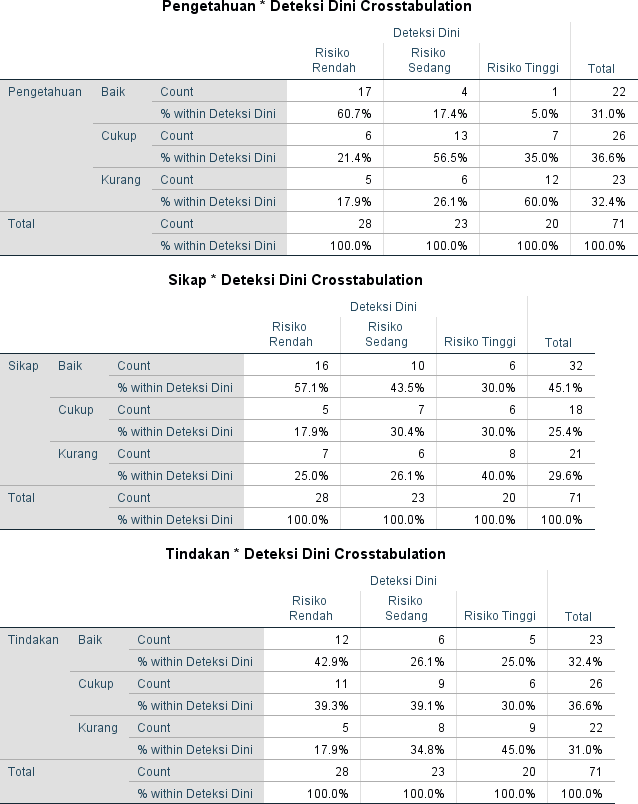 Pengetahuan * Deteksi Dini Crosstabulation
Deteksi Dini
Risiko Rendah Risiko Sedang Risiko Tinggi Total
Pengetahuan Baik Count 17 4 1 22
% within Deteksi Dini 60.7% 17.4% 5.0% 31.0%
Cukup Count 6 13 7 26
% within Deteksi Dini 21.4% 56.5% 35.0% 36.6%
Kurang Count 5 6 12 23
% within Deteksi Dini 17.9% 26.1% 60.0% 32.4%
Total Count 28 23 20 71
% within Deteksi Dini 100.0% 100.0% 100.0% 100.0%
Sikap * Deteksi Dini Crosstabulation
Deteksi Dini
Risiko Rendah Risiko Sedang Risiko Tinggi Total
Sikap Baik Count 16 10 6 32
% within Deteksi Dini 57.1% 43.5% 30.0% 45.1%
Cukup Count 5 7 6 18
% within Deteksi Dini 17.9% 30.4% 30.0% 25.4%
Kurang Count 7 6 8 21
% within Deteksi Dini 25.0% 26.1% 40.0% 29.6%
Total Count 28 23 20 71
% within Deteksi Dini 100.0% 100.0% 100.0% 100.0%
Tindakan * Deteksi Dini Crosstabulation
Deteksi Dini
Risiko Rendah Risiko Sedang Risiko Tinggi Total
Tindakan Baik Count 12 6 5 23
% within Deteksi Dini 42.9% 26.1% 25.0% 32.4%
Cukup Count 11 9 6 26
% within Deteksi Dini 39.3% 39.1% 30.0% 36.6%
Kurang Count 5 8 9 22
% within Deteksi Dini 17.9% 34.8% 45.0% 31.0%
Total Count 28 23 20 71
% within Deteksi Dini 100.0% 100.0% 100.0% 100.0%